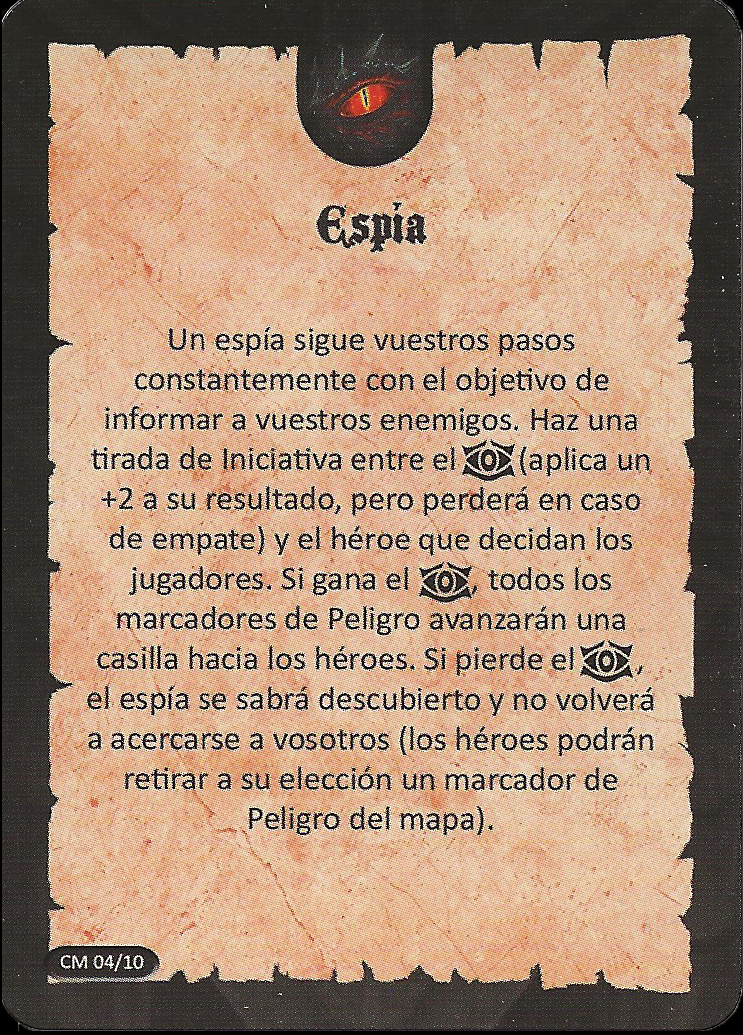 Espía
Un espía sigue vuestros pasos
constantemente con el objetivo de
informar a vuestros enemigos. Haz una
tirada de Iniciativa entre el (aplica un
+2 a su resultado, pero perderá en caso
de empate) y el héroe que decidan los
jugadores. Si gana el , todos los
marcadores de Peligro avanzarán una
casilla hacia los héroes. Si pierde el ,
el espía se sabrá descubierto y no volverá
a acercarse a vosotros (los héroes podrán
retirar a su elección un marcador de
Peligro del mapa).
CM 04/10